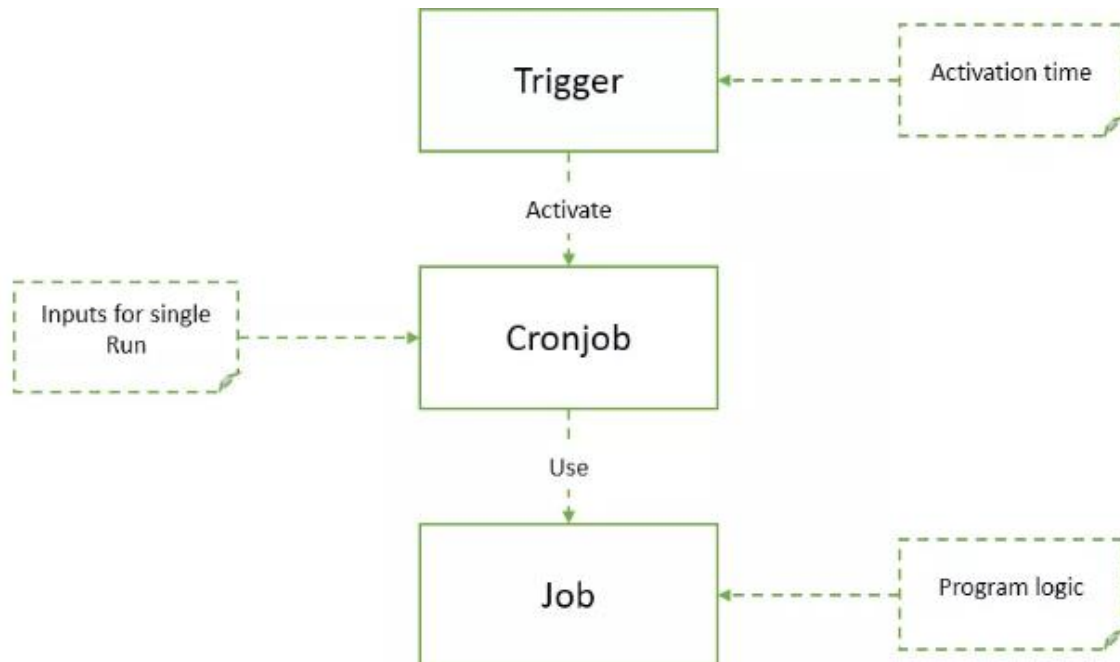 Trigger
Activation time
Activate
Inputs for single
Run
Cronjob
Use
Job
Program logic